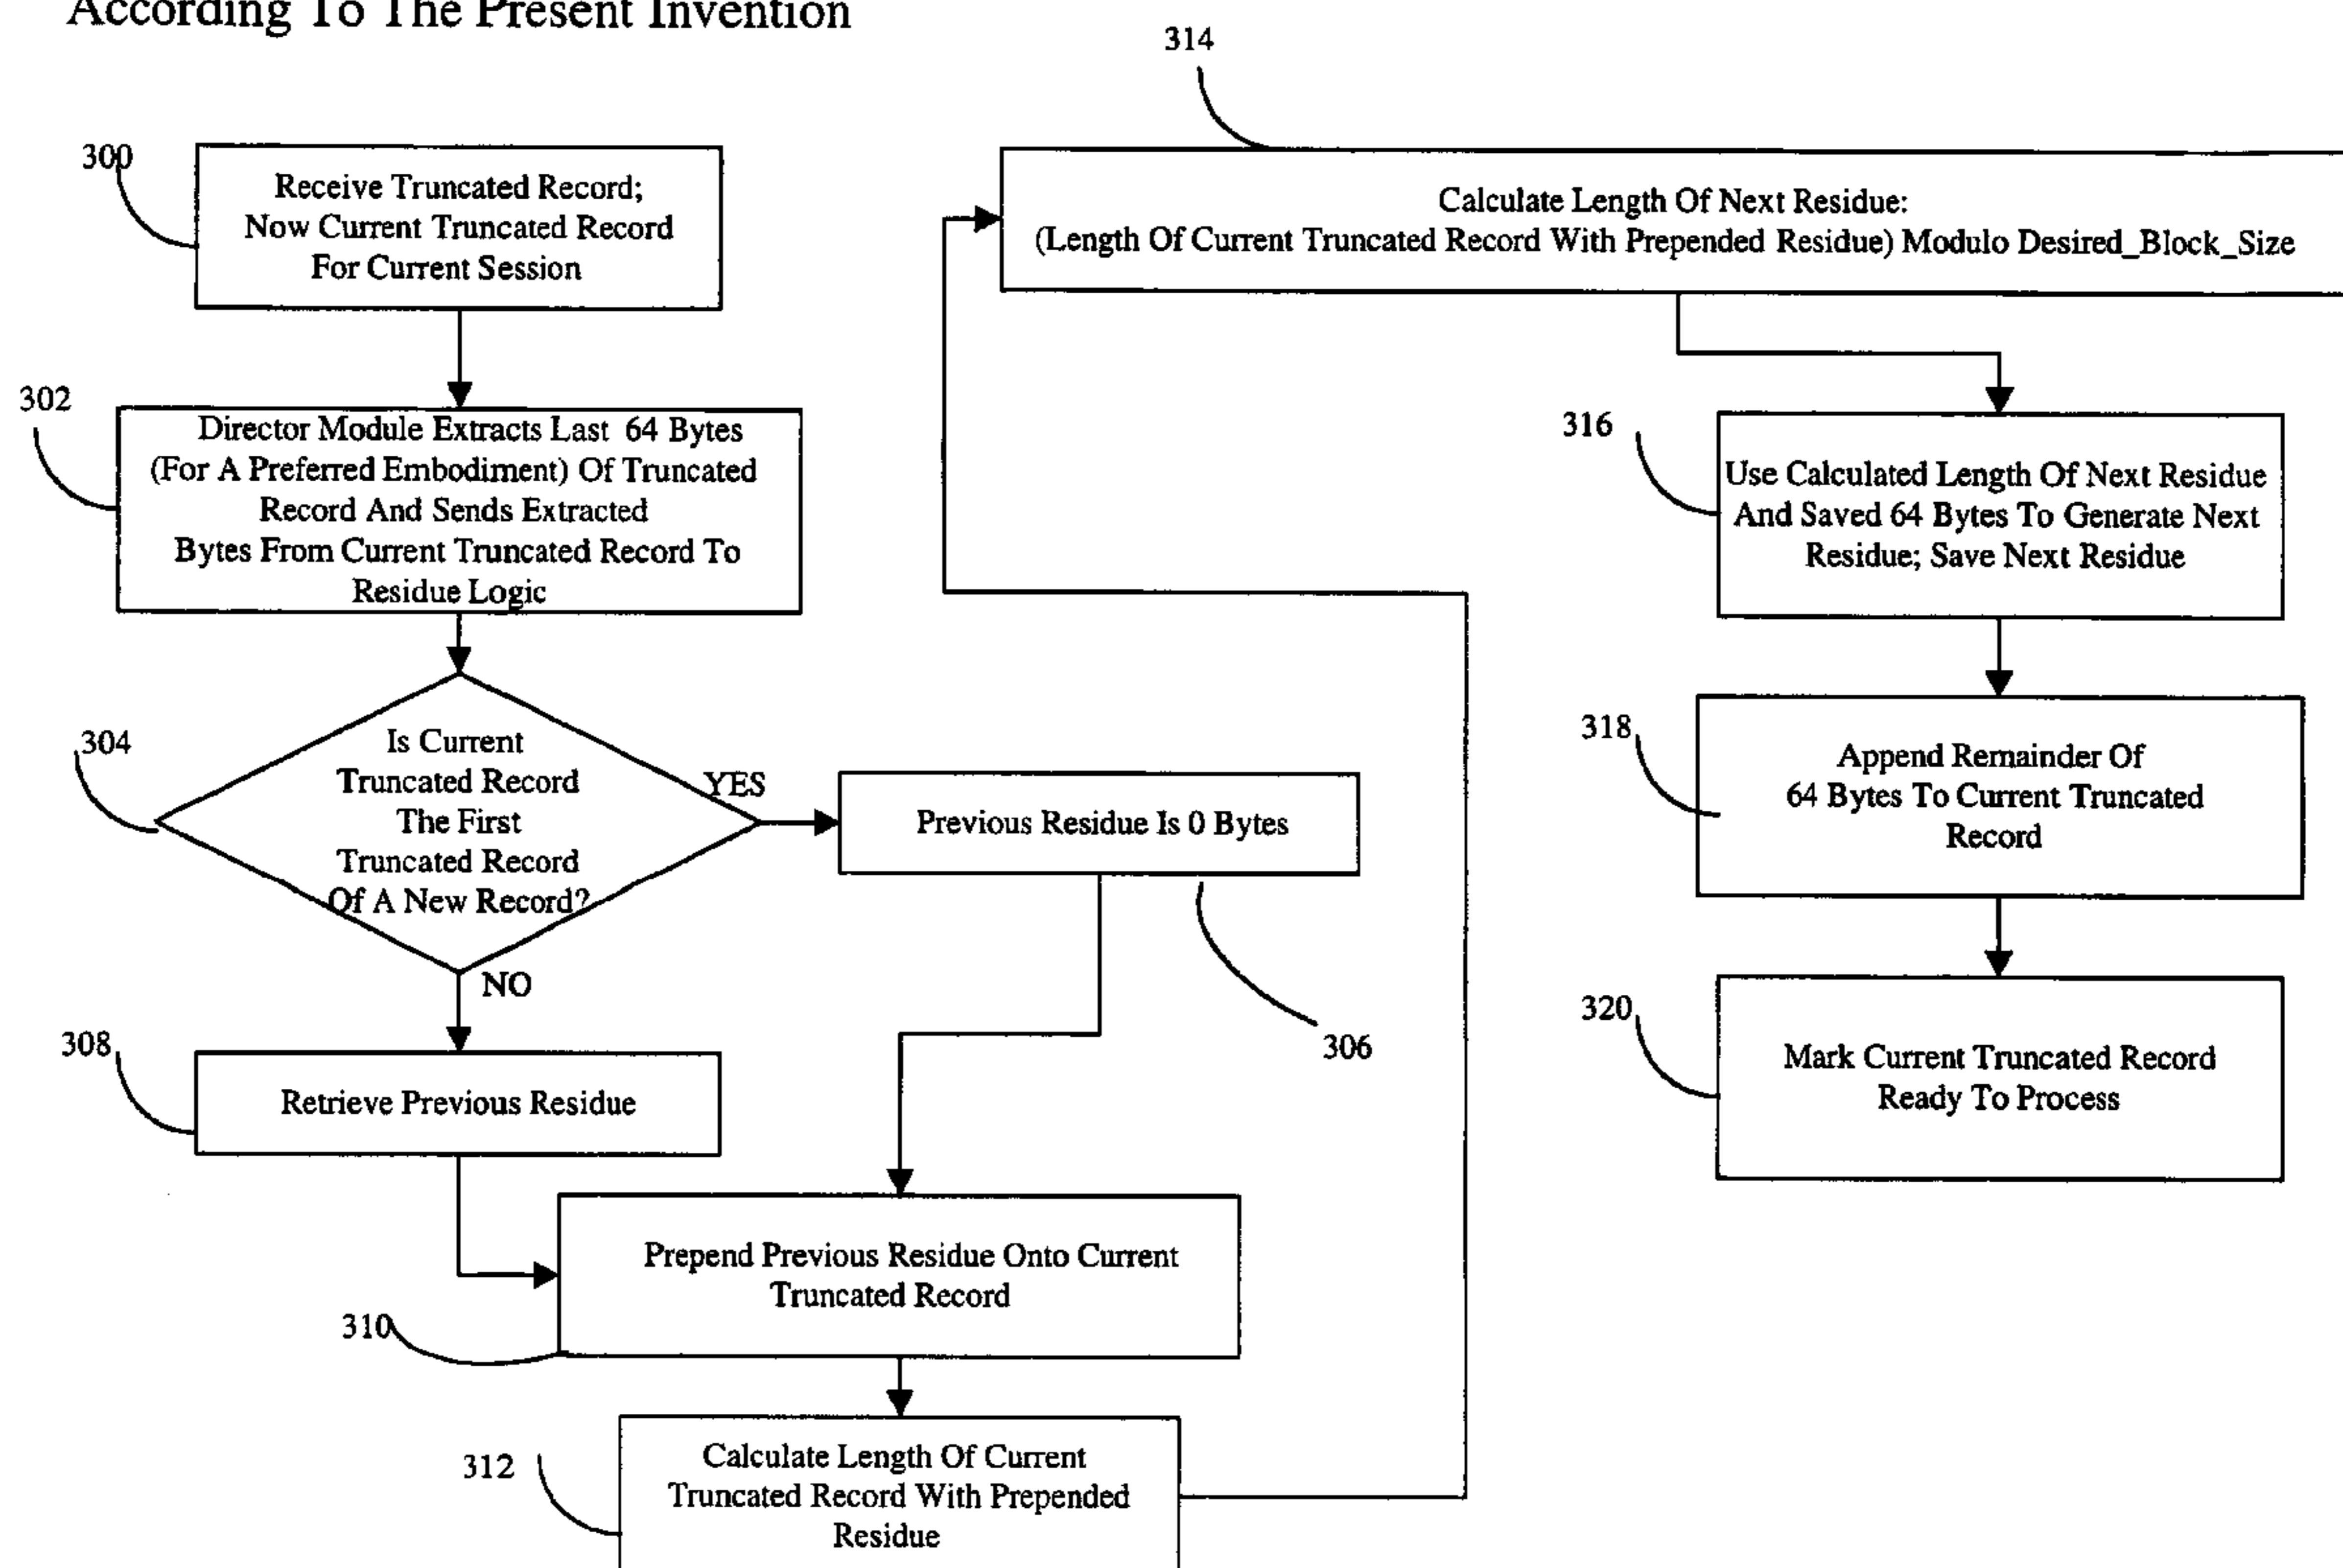 According To The Present Invention
300
Receive Truncated Record;
Now Current Truncated Record
For Current Session
302
Director Module Extracts Last 64 Bytes
(For A Preferred Embodiment) Of Truncated
Record And Sends Extracted
Bytes From Current Truncated Record To
Residue Logic
304
Is Current
Truncated Record
The First
Truncated Record
Of A New Record?
YES
Previous Residue Is 0 Bytes
306
NO
308
Retrieve Previous Residue
310
Prepend Previous Residue Onto Current
Truncated Record
312
Calculate Length Of Current
Truncated Record With Prepended
Residue
314
Calculate Length Of Next Residue:
(Length Of Current Truncated Record With Prepended Residue) Modulo Desired_Block_Size
316
Use Calculated Length Of Next Residue
And Saved 64 Bytes To Generate Next
Residue; Save Next Residue
318
Append Remainder Of
64 Bytes To Current Truncated
Record
320
Mark Current Truncated Record
Ready To Process